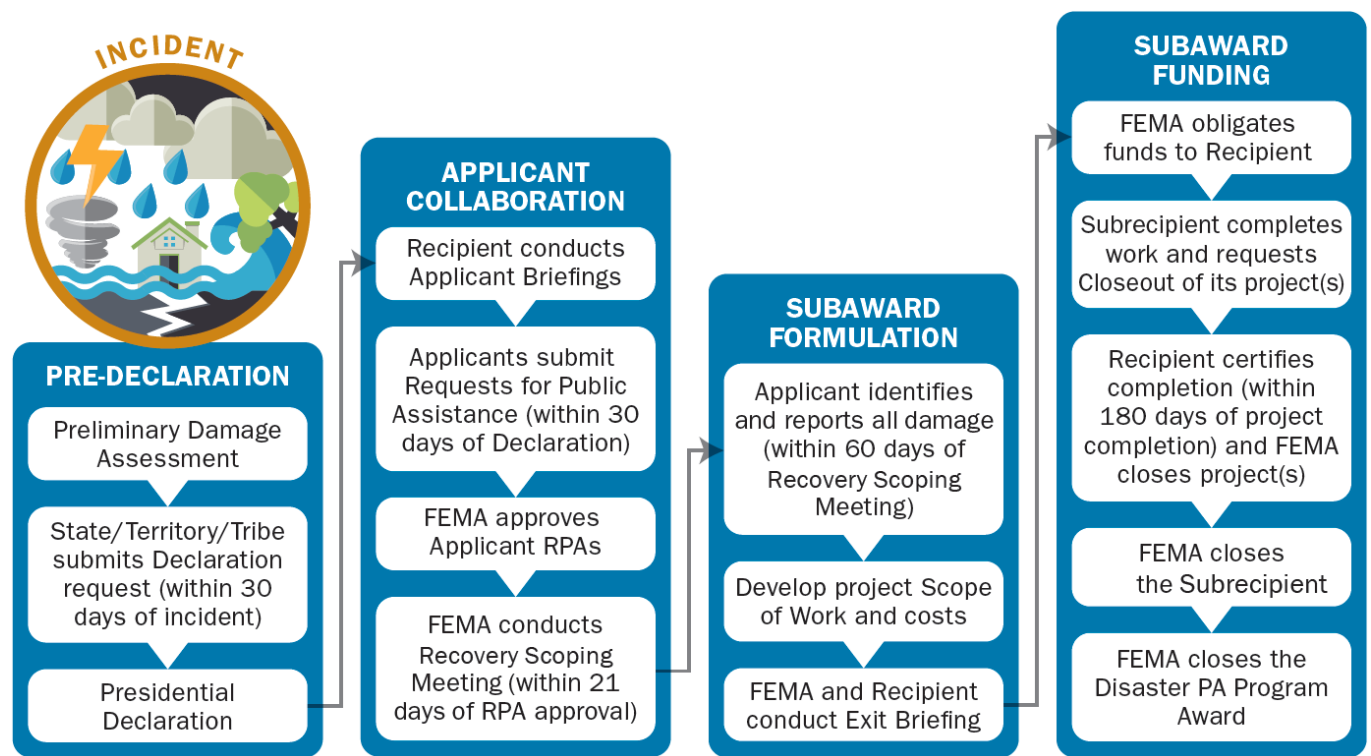 INCIDENT
PRE-DECLARATION
Preliminary Damage
Assessment
State/Territory/Tribe
submits Declaration
request (within 30
days of incident)
Presidential
Declaration
APPLICANT
COLLABORATION
Recipient conducts
Applicant Briefings
Applicants submit
Requests for Public
Assistance (within 30
days of Declaration)
FEMA approves
Applicant RPAs
FEMA conducts
Recovery Scoping
Meeting (within 21
days of RPA approval)
SUBAWARD
FORMULATION
Applicant identifies
and reports all damage
(within 60 days of
Recovery Scoping
Meeting)
Develop project Scope
of Work and costs
FEMA and Recipient
conduct Exit Briefing
SUBAWARD
FUNDING
FEMA obligates
funds to Recipient
Subrecipient completes
work and requests
Closeout of its project(s)
Recipient certifies
completion (within
180 days of project
completion) and FEMA
closes project(s)
FEMA closes
the Subrecipient
FEMA closes the
Disaster PA Program
Award